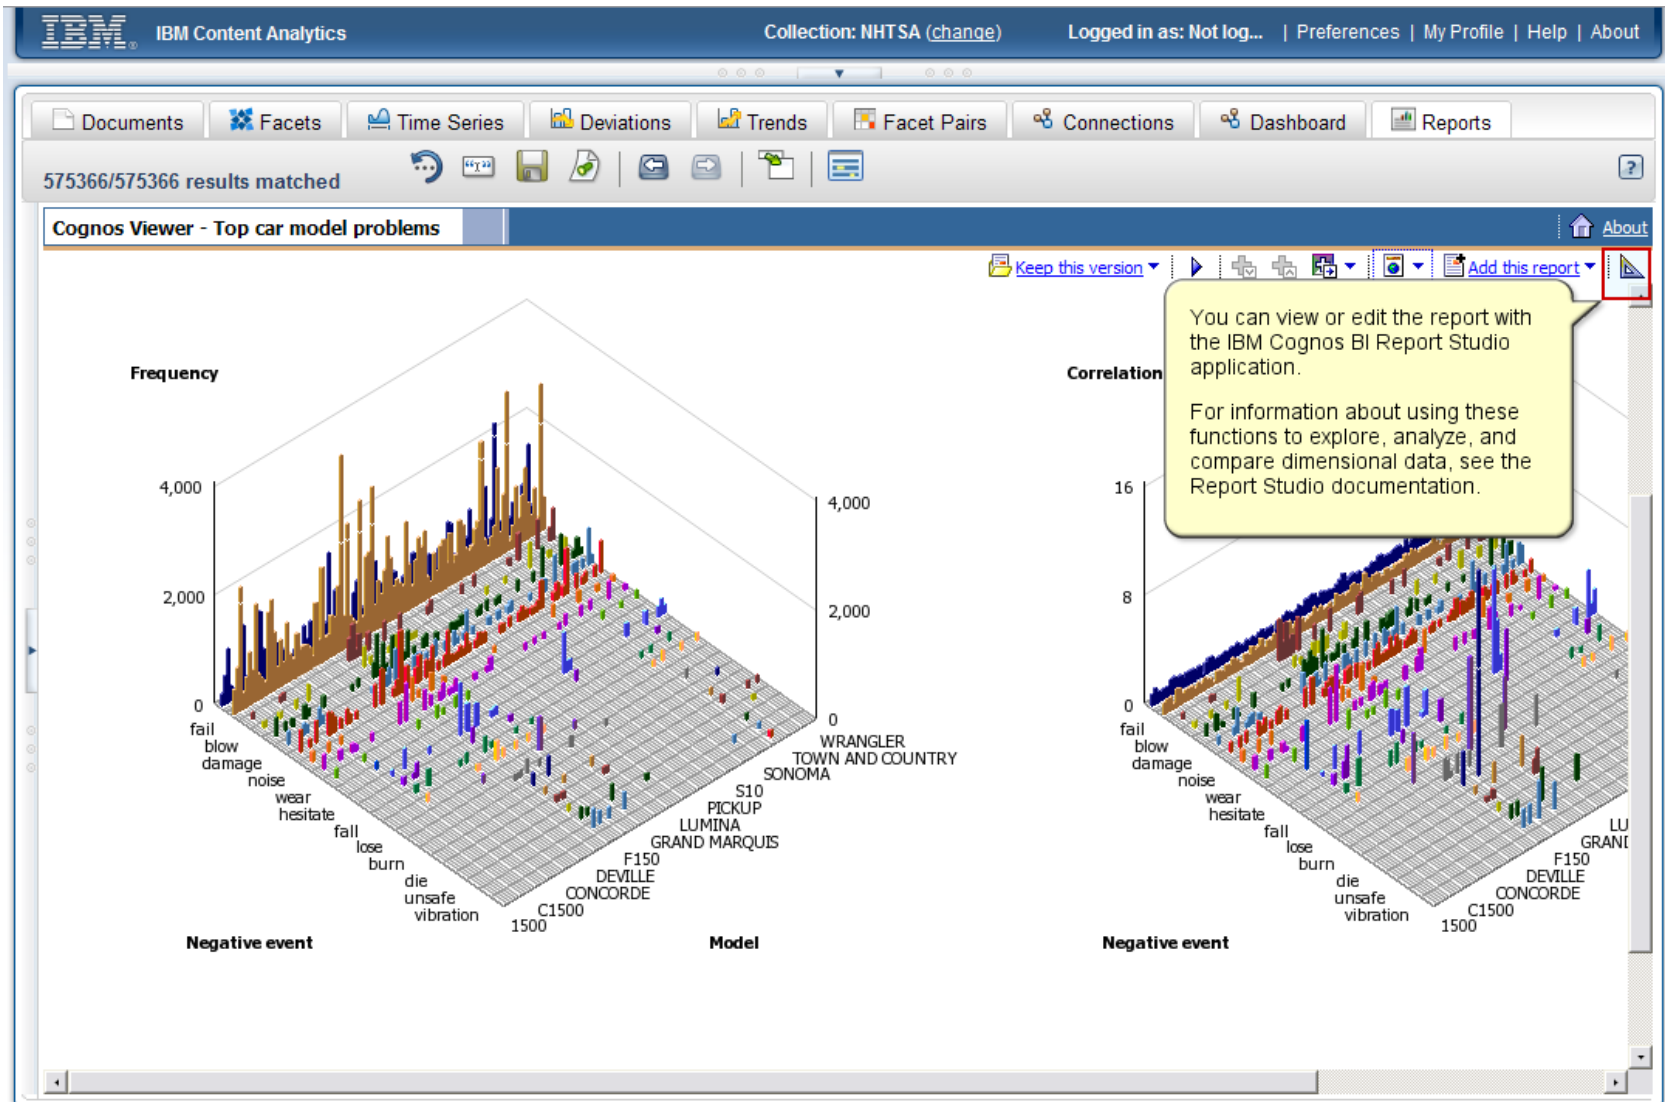 IBM
IBM Content Analytics
Collection: NHTSA (change)
Logged in as: Not log... | Preferences | My Profile | Help | About
Documents
Facets
Time Series
Deviations
Trends
Facet Pairs
Connections
Dashboard
Reports
575366/575366 results matched
Cognos Viewer - Top car model problems
About
Keep this version
Add this report
You can view or edit the report with
the IBM Cognos BI Report Studio
application.
For information about using these
functions to explore, analyze, and
compare dimensional data, see the
Report Studio documentation.
Frequency
4,000
2,000
0
4,000
2,000
0
fail
blow
damage
noise
wear
hesitate
fall
lose
burn
die
unsafe
vibration
WRANGLER
TOWN AND COUNTRY
SONOMA
S10
PICKUP
LUMINA
GRAND MARQUIS
F150
DEVILLE
CONCORDE
C1500
1500
Negative event
Model
Correlation
16
8
0
fail
blow
damage
noise
wear
hesitate
fall
lose
burn
die
unsafe
vibration
LU
GRAND
F150
DEVILLE
CONCORDE
C1500
1500
Negative event